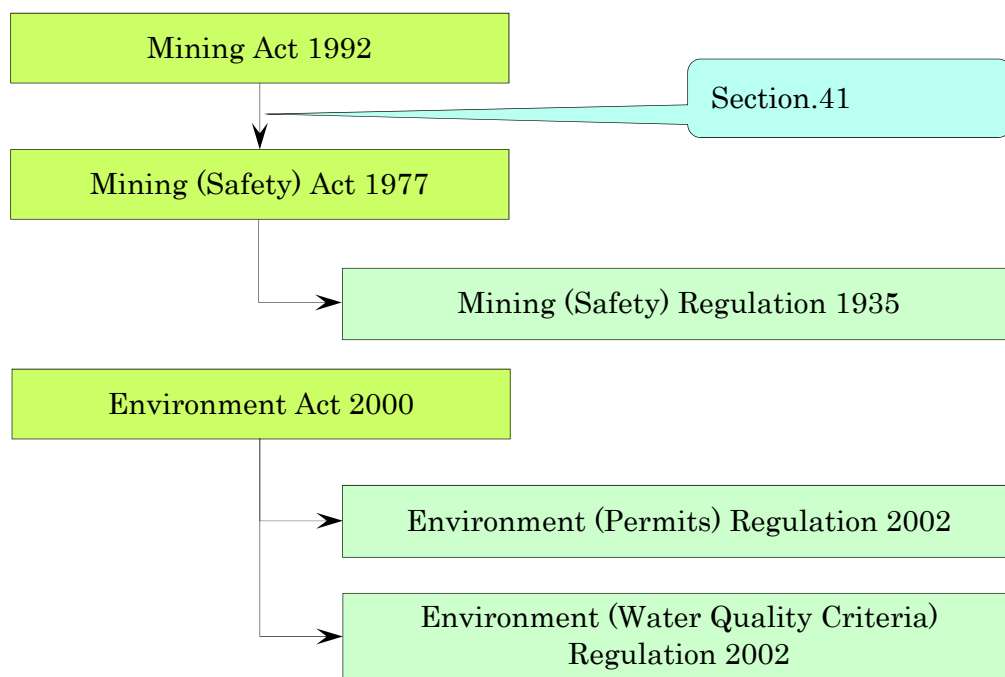 Mining Act 1992
Section.41
Mining (Safety) Act 1977
Mining (Safety) Regulation 1935
Environment Act 2000
Environment (Permits) Regulation 2002
Environment (Water Quality Criteria)
Regulation 2002